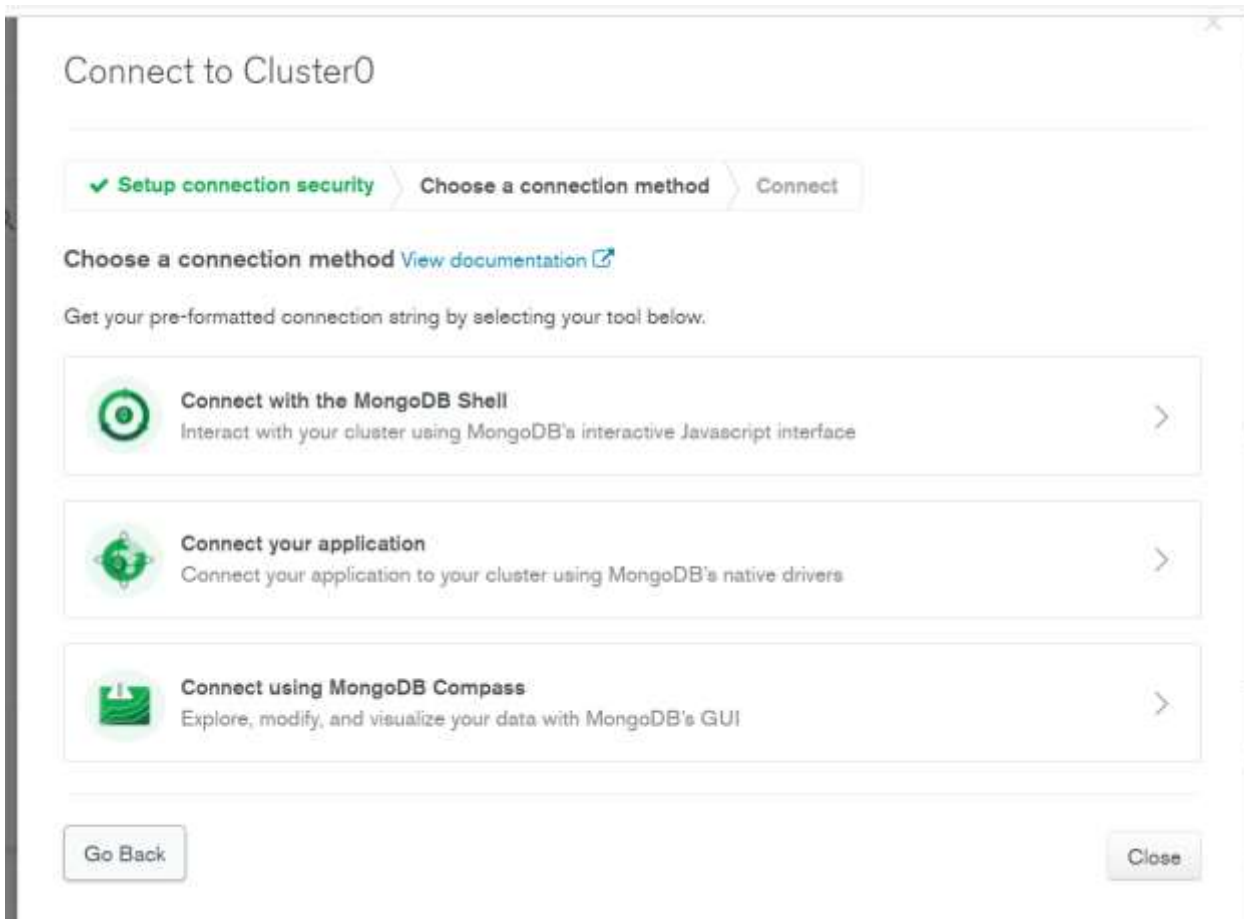 Connect to Cluster0
✔ Setup connection security
Choose a connection method
Connect
Choose a connection method View documentation
Get your pre-formatted connection string by selecting your tool below.
Connect with the MongoDB Shell
Interact with your cluster using MongoDB's interactive Javascript interface
Connect your application
Connect your application to your cluster using MongoDB's native drivers
Connect using MongoDB Compass
Explore, modify, and visualize your data with MongoDB's GUI
Go Back
Close